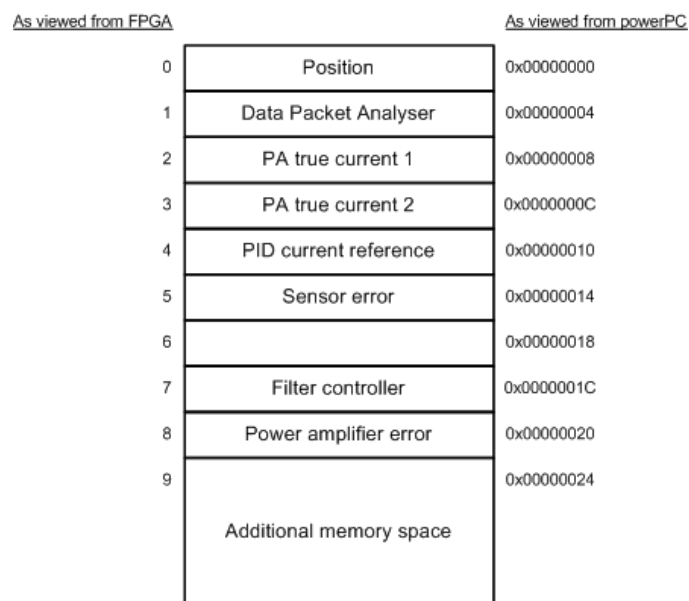 As viewed from FPGA As viewed from powerPC
0 Position 0x00000000
1 Data Packet Analyser 0x00000004
2 PA true current 1 0x00000008
3 PA true current 2 0x0000000C
4 PID current reference 0x00000010
5 Sensor error 0x00000014
6 0x00000018
7 Filter controller 0x0000001C
8 Power amplifier error 0x00000020
9 0x00000024
Additional memory space